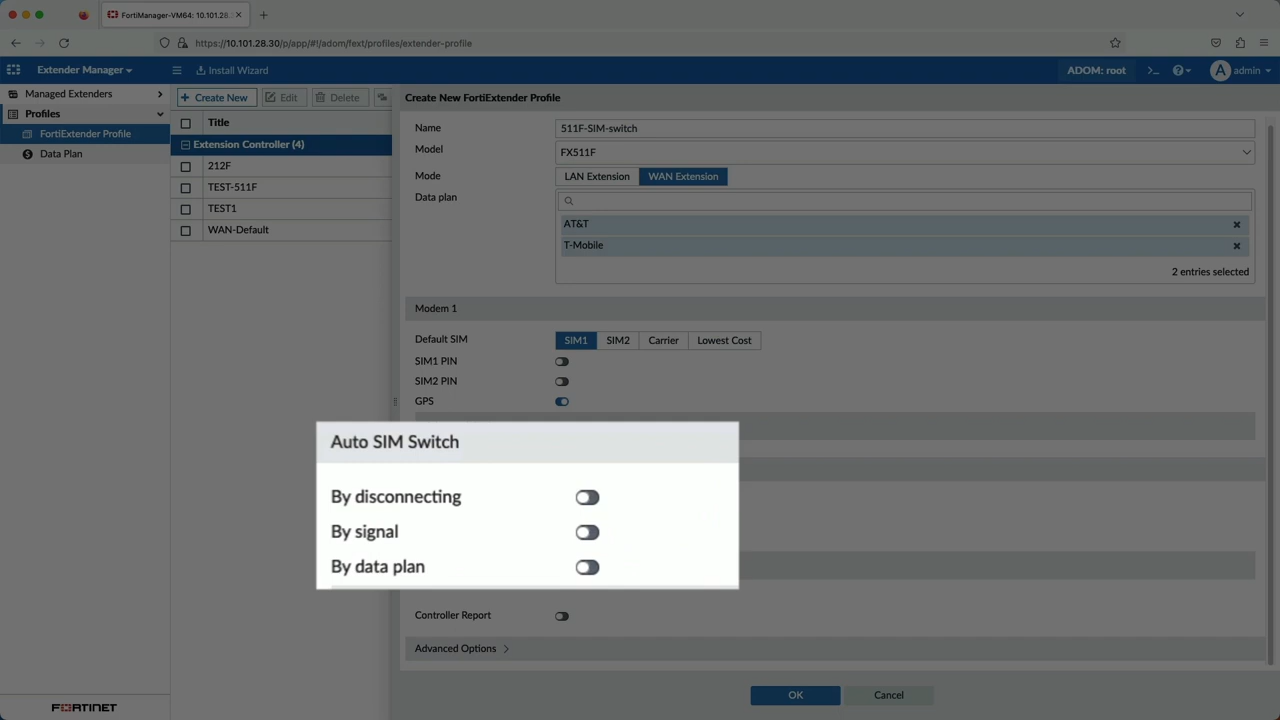 FortiManager-VM64: 10.101.28.
https://10.101.28.30/p/app/#!/adom/fext/profiles/extender-profile
Extender Manager
Install Wizard
ADOM: root
>_
?
A
admin
Managed Extenders
Profiles
FortiExtender Profile
Data Plan
+ Create New
Edit
Delete
Title
Extension Controller (4)
212F
TEST-511F
TEST1
WAN-Default
Create New FortiExtender Profile
Name
511F-SIM-switch
Model
FX511F
Mode
LAN Extension
WAN Extension
Data plan
AT&T
T-Mobile
2 entries selected
Modem 1
Default SIM
SIM1
SIM2
Carrier
Lowest Cost
SIM1 PIN
SIM2 PIN
GPS
Auto SIM Switch
By disconnecting
By signal
By data plan
Controller Report
Advanced Options
OK
Cancel
FORTINET